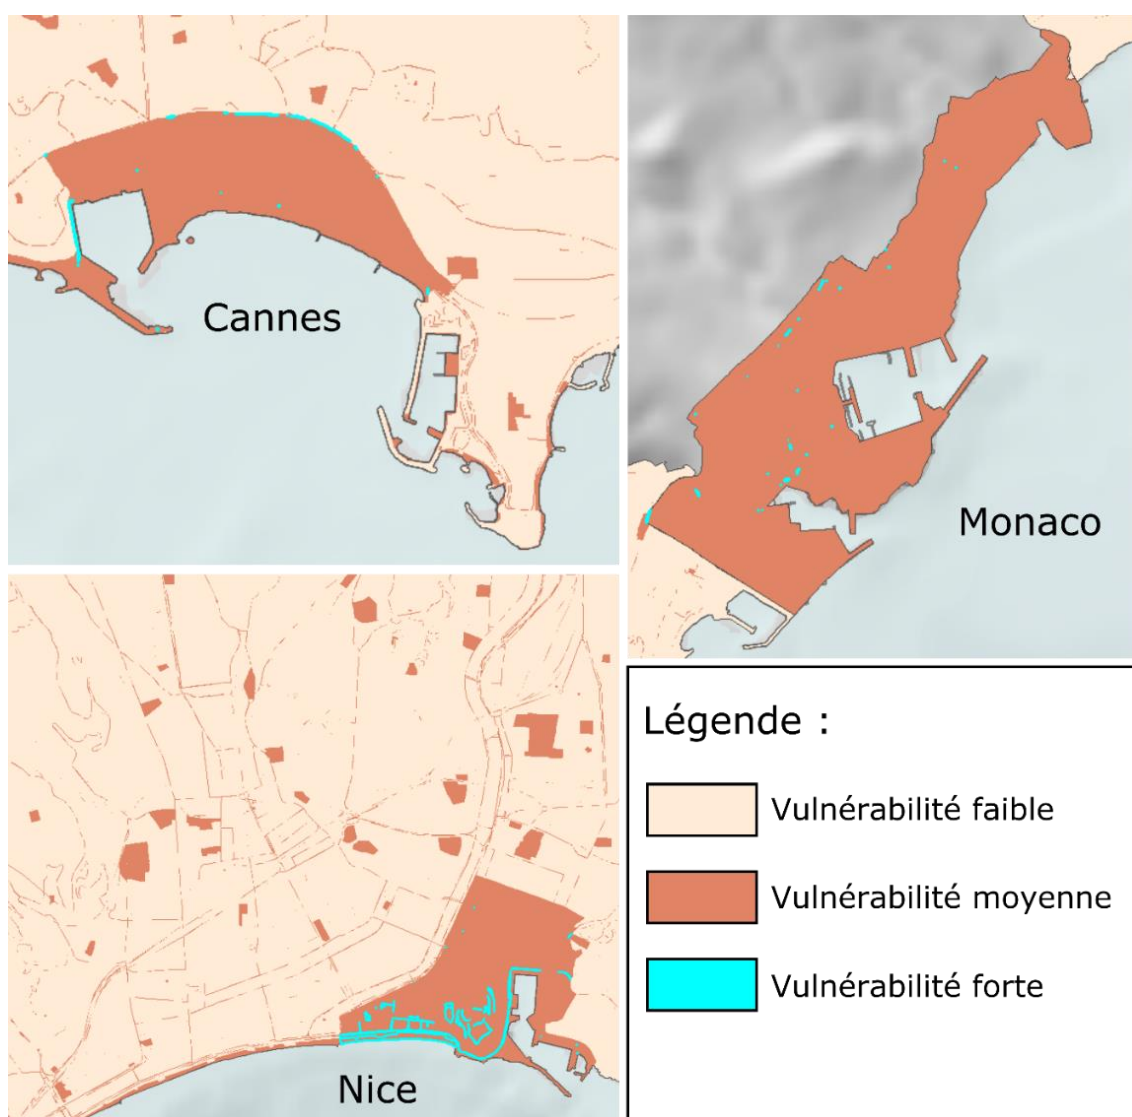 Cannes
Monaco
Nice
Légende :
Vulnérabilité faible
Vulnérabilité moyenne
Vulnérabilité forte